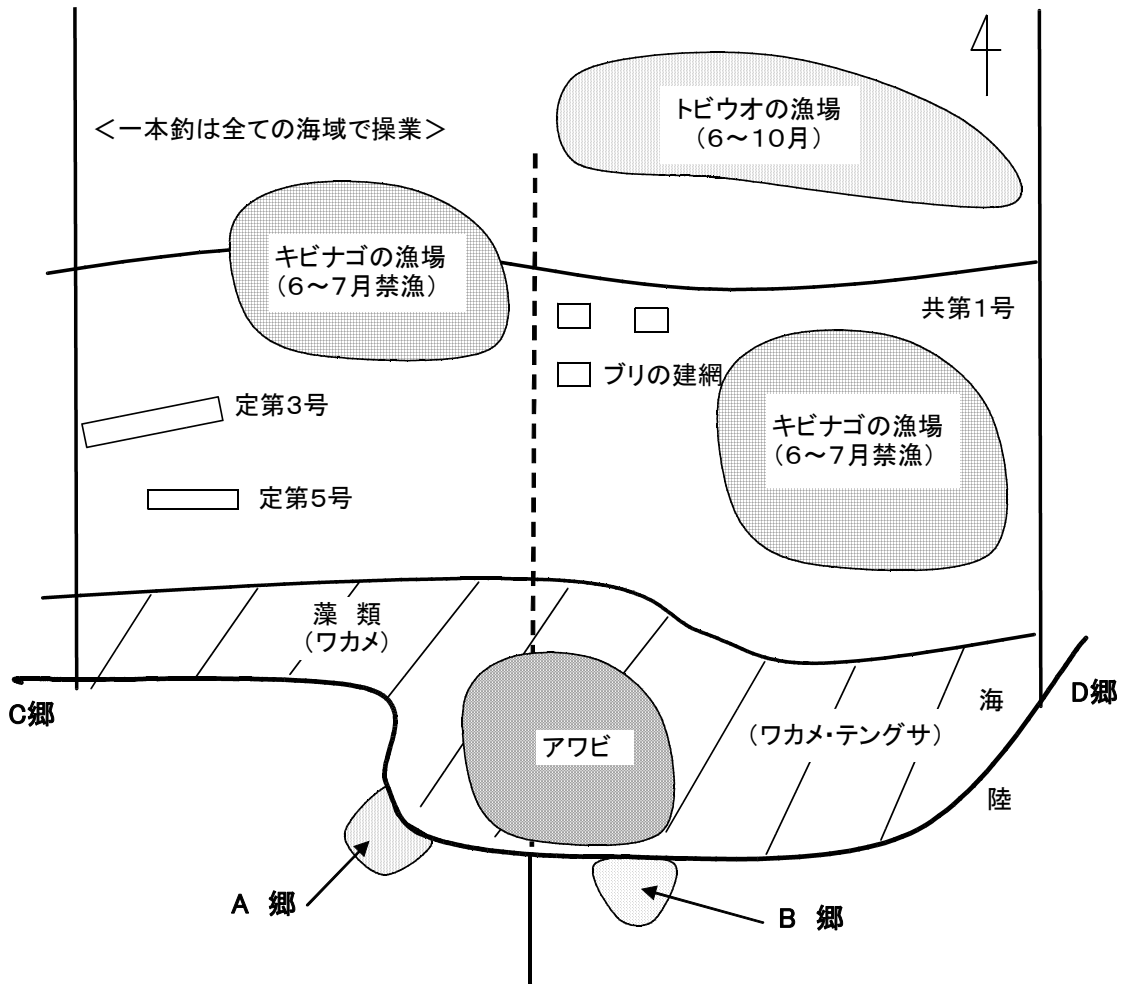 <一本釣は全ての海域で操業>
トビウオの漁場
(6~10月)
キビナゴの漁場
(6~7月禁漁)
共第1号
ブリの建網
定第3号
キビナゴの漁場
(6~7月禁漁)
定第5号
藻 類
(ワカメ)
海
D郷
C郷
アワビ
(ワカメ・テングサ)
陸
A 郷
B 郷